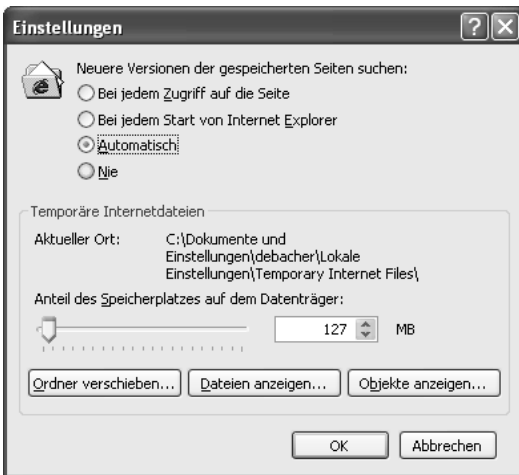 Einstellungen
Neuere Versionen der gespeicherten Seiten suchen:
Bei jedem Zugriff auf die Seite
Bei jedem Start von Internet Explorer
Automatisch
Nie
Temporäre Internetdateien
Aktueller Ort: C:\Dokumente und
Einstellungen\debacher\Lokale
Einstellungen\Temporary Internet Files\
Anteil des Speicherplatzes auf dem Datenträger:
127 MB
Ordner verschieben... Dateien anzeigen... Objekte anzeigen...
OK Abbrechen